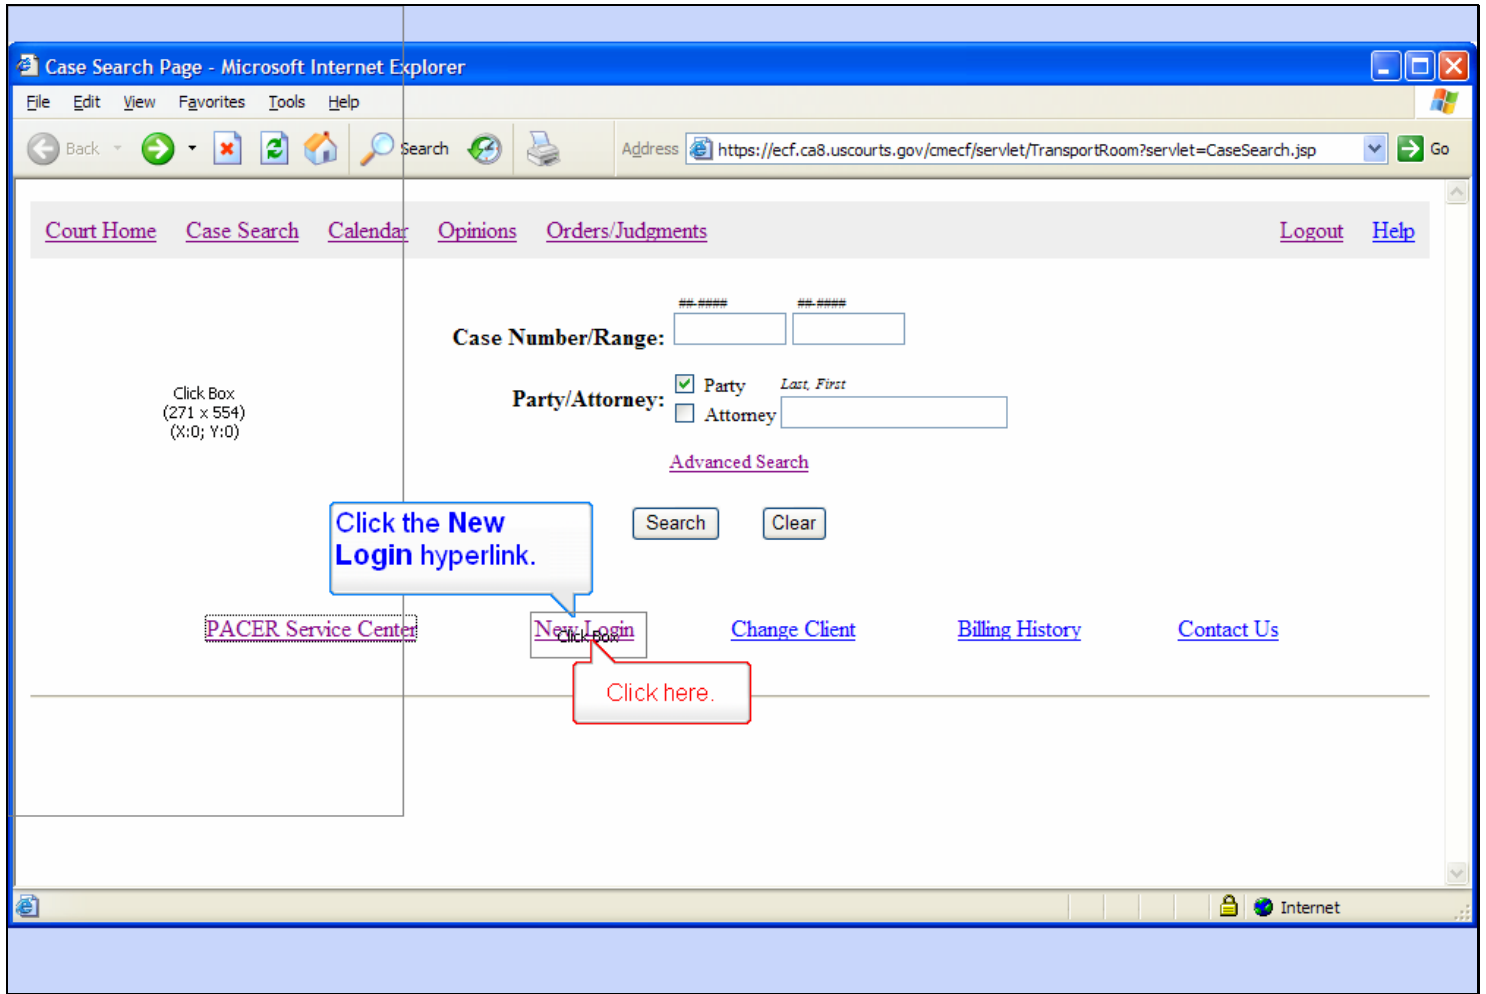 Case Search Page - Microsoft Internet Explorer
File Edit View Favorites Tools Help
Back Search Address https://ecf.ca8.uscourts.gov/cmecf/servlet/TransportRoom?servlet=CaseSearch.jsp Go
Court Home Case Search Calendar Opinions Orders/Judgments Logout Help
##-#### ##-####
Case Number/Range:
Party/Attorney: Party Last, First
Attorney
Click Box
(271 x 554)
(X:0; Y:0)
Advanced Search
Search Clear
Click the New
Login hyperlink.
PACER Service Center New Login Change Client Billing History Contact Us
Click Box
Click here.
Internet